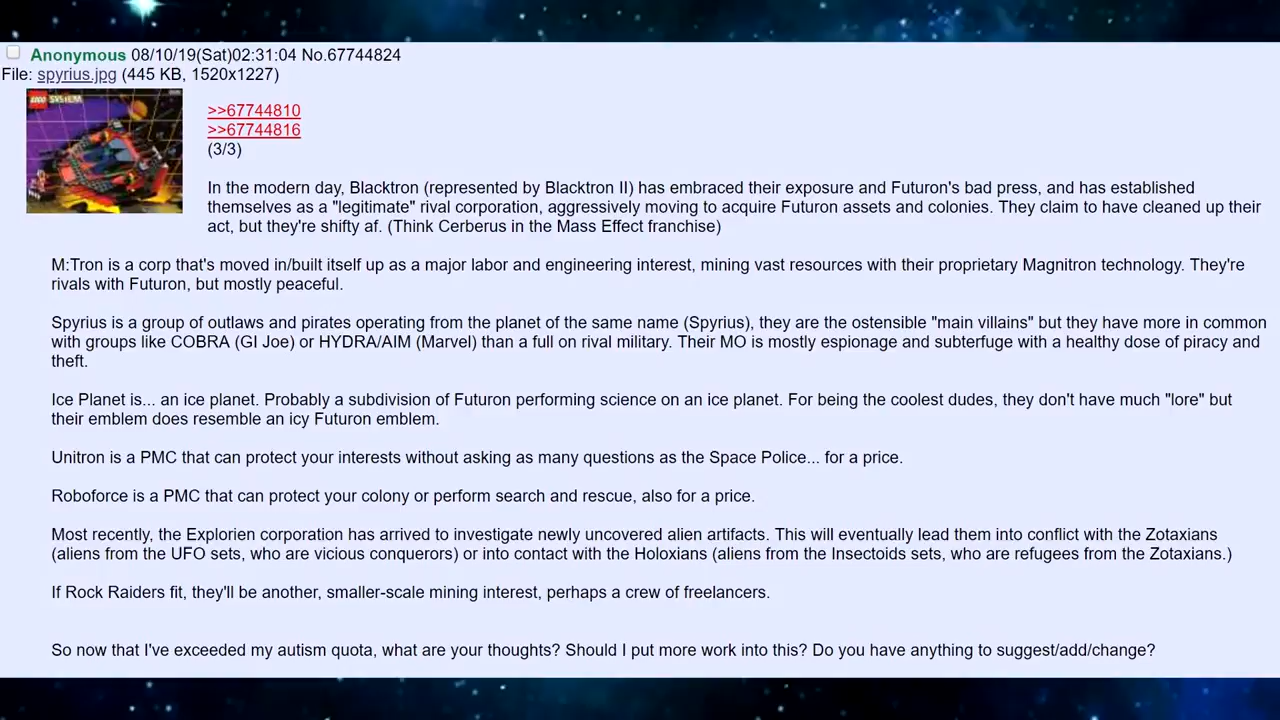 Anonymous 08/10/19(Sat)02:31:04 No.67744824
File: spyrius.jpg (445 KB, 1520x1227)
LEGO SYSTEM
>>67744810
>>67744816
(3/3)
In the modern day, Blacktron (represented by Blacktron II) has embraced their exposure and Futuron's bad press, and has established
themselves as a "legitimate" rival corporation, aggressively moving to acquire Futuron assets and colonies. They claim to have cleaned up their
act, but they're shifty af. (Think Cerberus in the Mass Effect franchise)
M:Tron is a corp that's moved in/built itself up as a major labor and engineering interest, mining vast resources with their proprietary Magnitron technology. They're
rivals with Futuron, but mostly peaceful.
Spyrius is a group of outlaws and pirates operating from the planet of the same name (Spyrius), they are the ostensible "main villains" but they have more in common
with groups like COBRA (GI Joe) or HYDRA/AIM (Marvel) than a full on rival military. Their MO is mostly espionage and subterfuge with a healthy dose of piracy and
theft.
Ice Planet is... an ice planet. Probably a subdivision of Futuron performing science on an ice planet. For being the coolest dudes, they don't have much "lore" but
their emblem does resemble an icy Futuron emblem.
Unitron is a PMC that can protect your interests without asking as many questions as the Space Police... for a price.
Roboforce is a PMC that can protect your colony or perform search and rescue, also for a price.
Most recently, the Explorien corporation has arrived to investigate newly uncovered alien artifacts. This will eventually lead them into conflict with the Zotaxians
(aliens from the UFO sets, who are vicious conquerors) or into contact with the Holoxians (aliens from the Insectoids sets, who are refugees from the Zotaxians.)
If Rock Raiders fit, they'll be another, smaller-scale mining interest, perhaps a crew of freelancers.
So now that I've exceeded my autism quota, what are your thoughts? Should I put more work into this? Do you have anything to suggest/add/change?